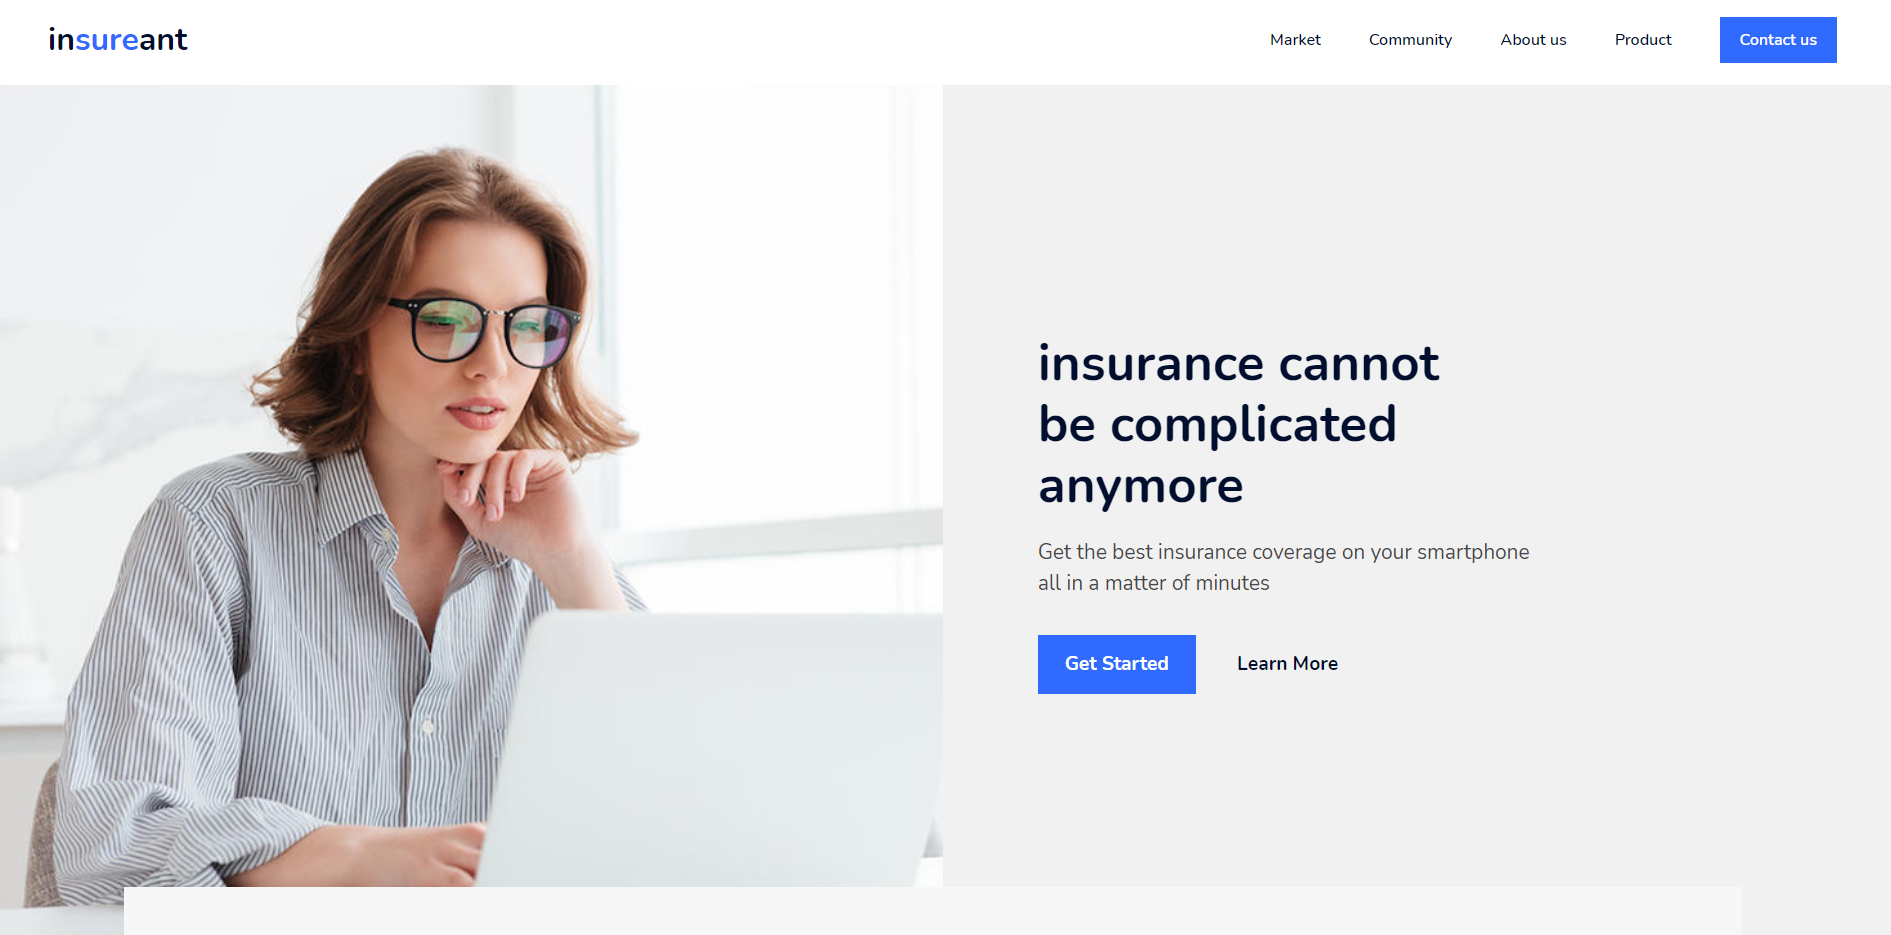 insureant
Market
Community
About us
Product
Contact us
insurance cannot
be complicated
anymore
Get the best insurance coverage on your smartphone
all in a matter of minutes
Get Started
Learn More